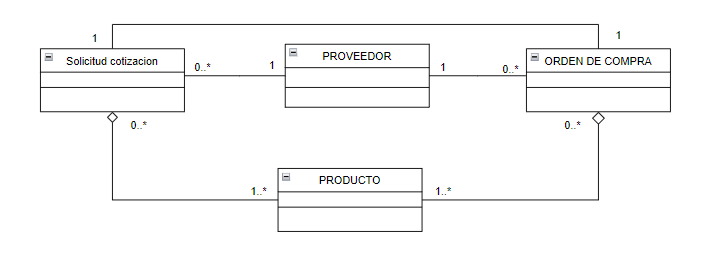 1
1
Solicitud cotizacion
0..*
1
PROVEEDOR
1
0..*
ORDEN DE COMPRA
0..*
0..*
1..*
PRODUCTO
1..*